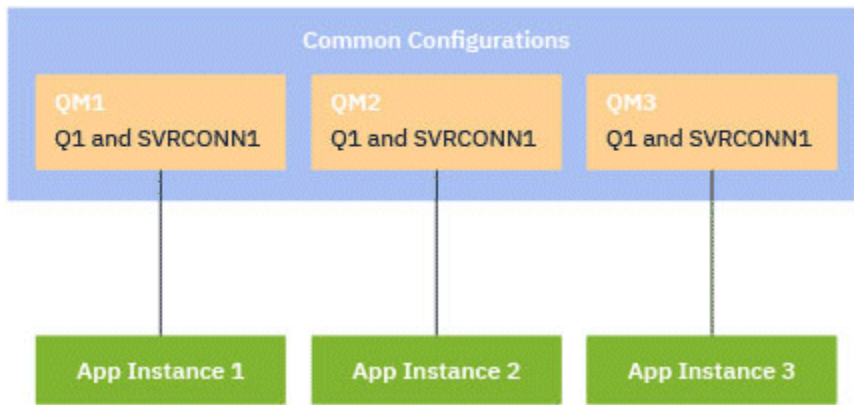 Common Configurations
QM1
Q1 and SVRCONN1
QM2
Q1 and SVRCONN1
QM3
Q1 and SVRCONN1
App Instance 1
App Instance 2
App Instance 3